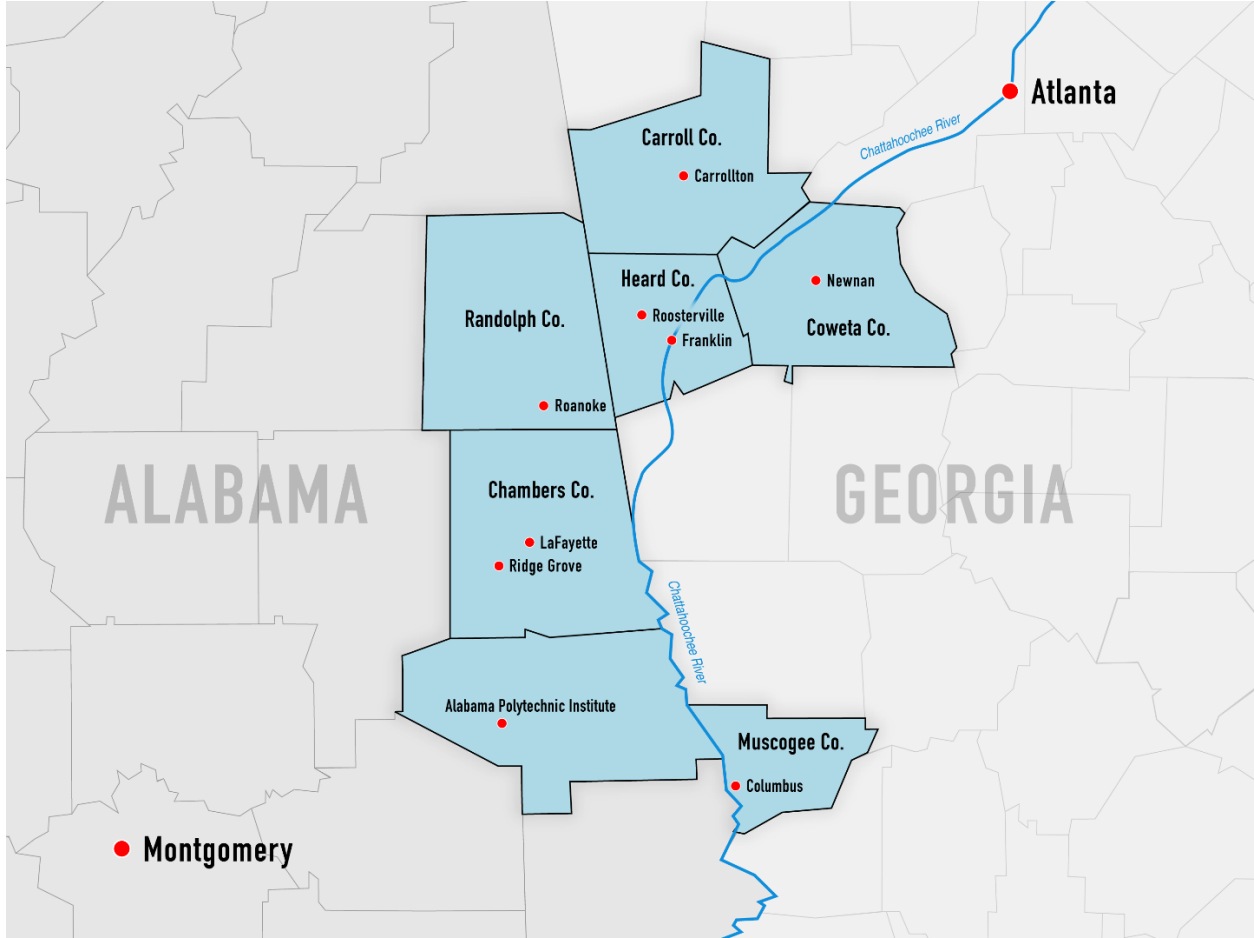 Atlanta
Chattahoochee River
Carroll Co.
Carrollton
Heard Co.
Newnan
Roosterville
Randolph Co.
Coweta Co.
Franklin
Roanoke
ALABAMA
GEORGIA
Chambers Co.
LaFayette
Ridge Grove
Chattahoochee River
Alabama Polytechnic Institute
Muscogee Co.
Columbus
Montgomery